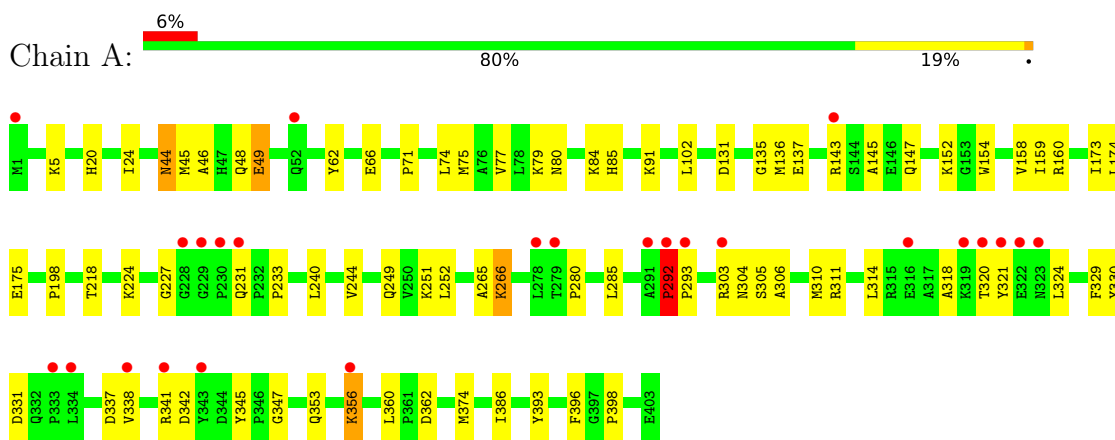 6%
Chain A:
80% 19% •
M1 K5 H20 I24 N44 M45 A46 H47 Q48 E49 Q52 Y62 E66 P71 L74 M75 A76 V77 L78 K79 N80 K84 H85 K91 L102 D131 G135 M136 E137 R143 S144 A145 E146 Q147 K152 G153 W154 V158 I159 R160 I173 L174
E175 P198 T218 K224 G227 G228 G229 P230 Q231 P232 P233 L240 V244 Q249 V250 K251 L252 A265 K266 L278 T279 P280 L285 A291 P292 P293 R303 N304 S305 A306 M310 R311 L314 R315 E316 A317 A318 K319 T320 Y321 E322 N323 L324 F329 Y330
D331 Q332 P333 L334 D337 V338 R341 D342 Y343 D344 Y345 P346 G347 Q353 K356 L360 P361 D362 M374 I386 Y393 F396 G397 P398 E403